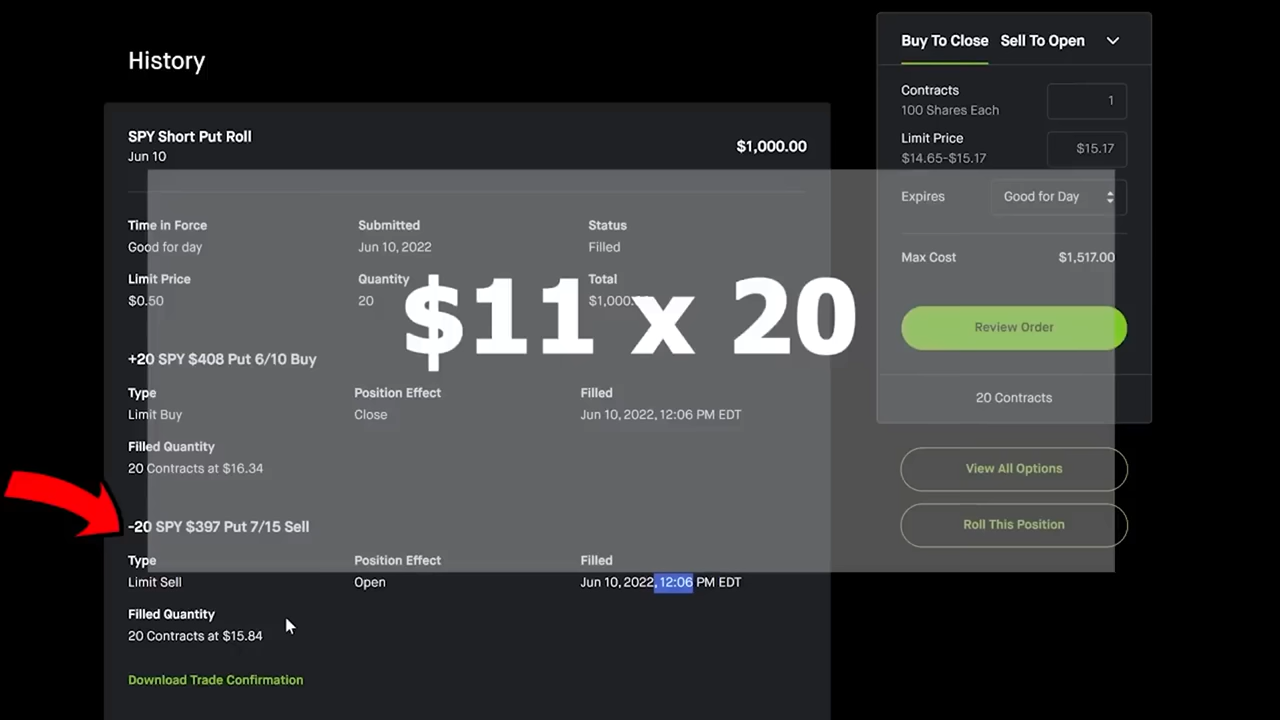 History
SPY Short Put Roll
Jun 10
$1,000.00
Time in Force
Good for day
Submitted
Jun 10, 2022
Status
Filled
Limit Price
$0.50
Quantity
20
Total
$1,000.
$11 x 20
+20 SPY $408 Put 6/10 Buy
Type
Limit Buy
Position Effect
Close
Filled
Jun 10, 2022, 12:06 PM EDT
Filled Quantity
20 Contracts at $16.34
-20 SPY $397 Put 7/15 Sell
Type
Limit Sell
Position Effect
Open
Filled
Jun 10, 2022, 12:06 PM EDT
Filled Quantity
20 Contracts at $15.84
Download Trade Confirmation
Buy To Close Sell To Open
Contracts
100 Shares Each
1
Limit Price
$14.65-$15.17
$15.17
Expires
Good for Day
Max Cost
$1,517.00
Review Order
20 Contracts
View All Options
Roll This Position